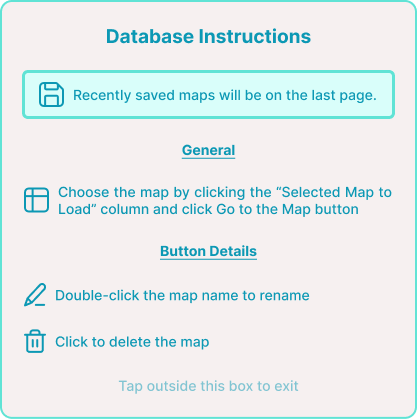 Database Instructions
Recently saved maps will be on the last page.
General
Choose the map by clicking the “Selected Map to
Load” column and click Go to the Map button
Button Details
Double-click the map name to rename
Click to delete the map
Tap outside this box to exit